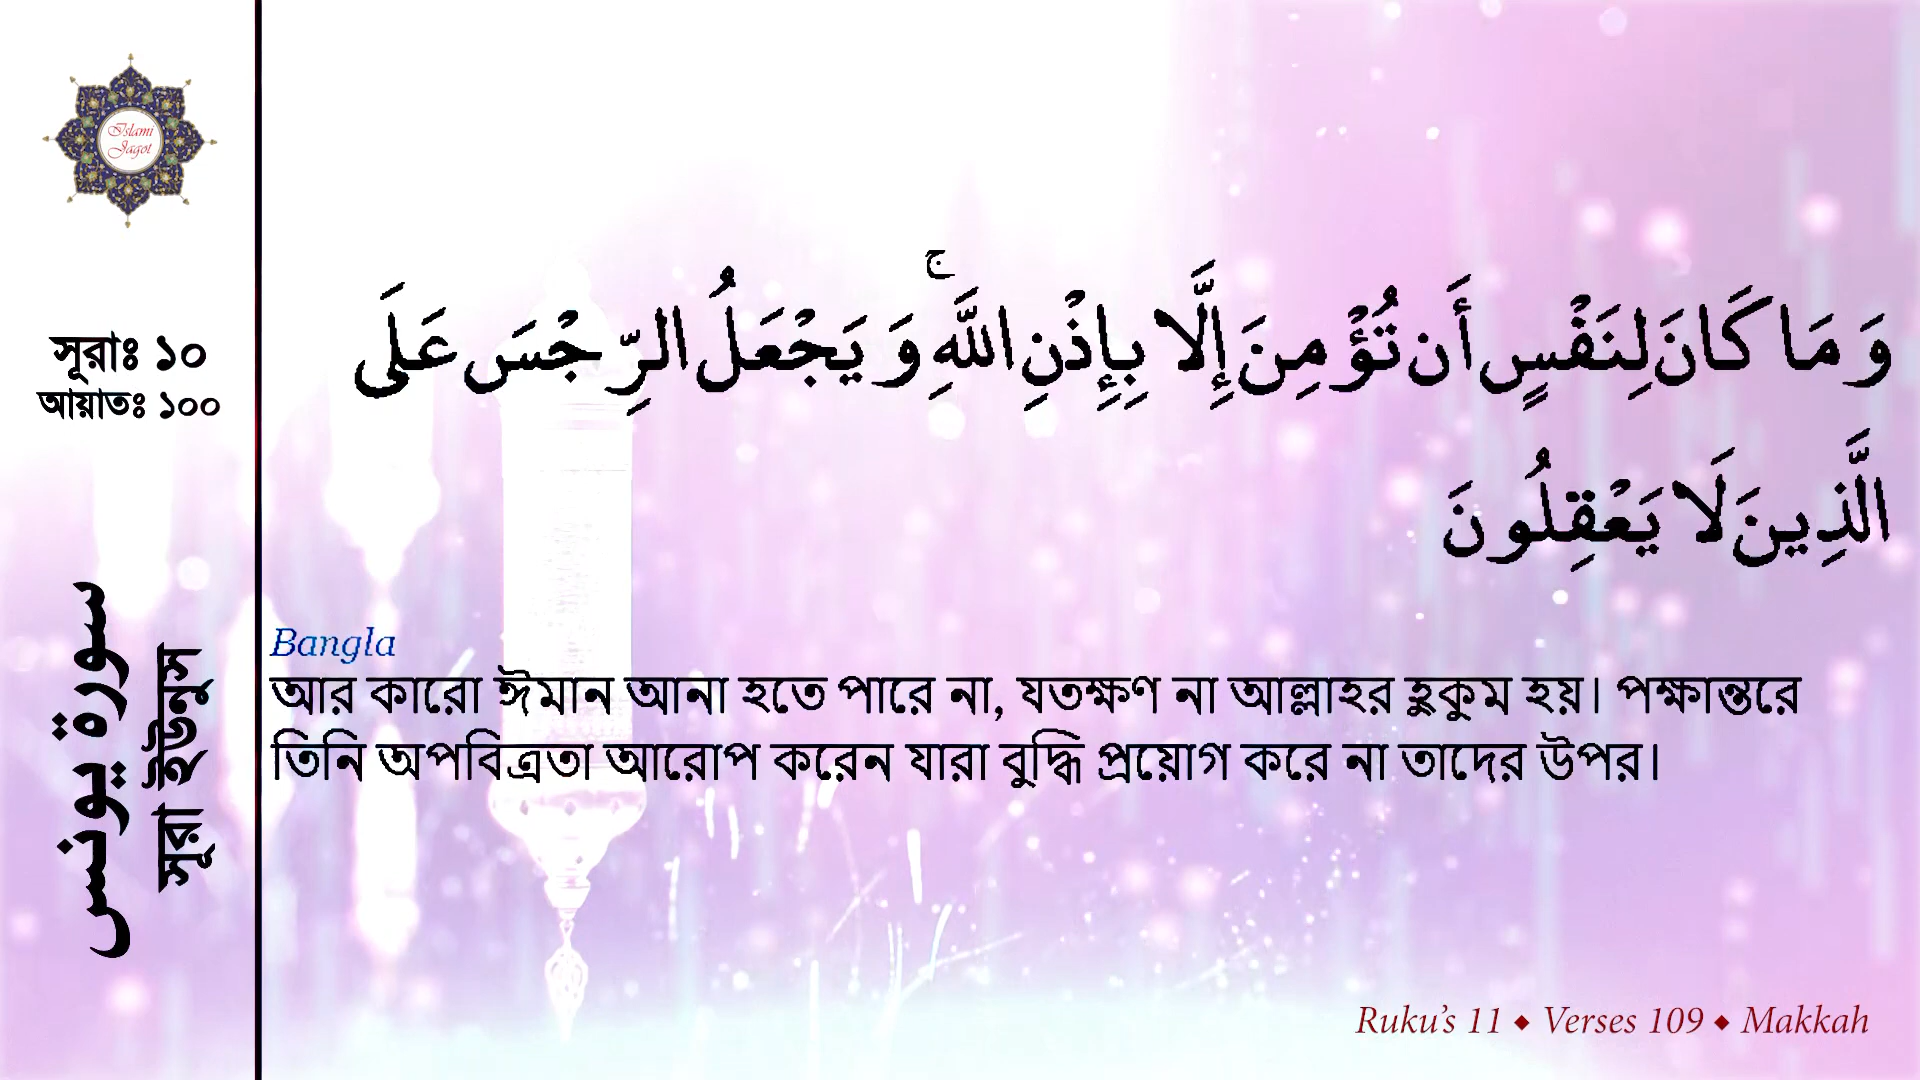 Islami
Jagot
সূরাঃ ১০
আয়াতঃ ১০০
سورة يونس
সূরা ইউনুস
وَمَا كَانَ لِنَفْسٍ أَن تُؤْمِنَ إِلَّا بِإِذْنِ اللَّهِ ۚ وَيَجْعَلُ الرِّجْسَ عَلَى
الَّذِينَ لَا يَعْقِلُونَ
Bangla
আর কারো ঈমান আনা হতে পারে না, যতক্ষণ না আল্লাহর হুকুম হয়। পক্ষান্তরে
তিনি অপবিত্রতা আরোপ করেন যারা বুদ্ধি প্রয়োগ করে না তাদের উপর।
Ruku's 11 ◆ Verses 109 ◆ Makkah